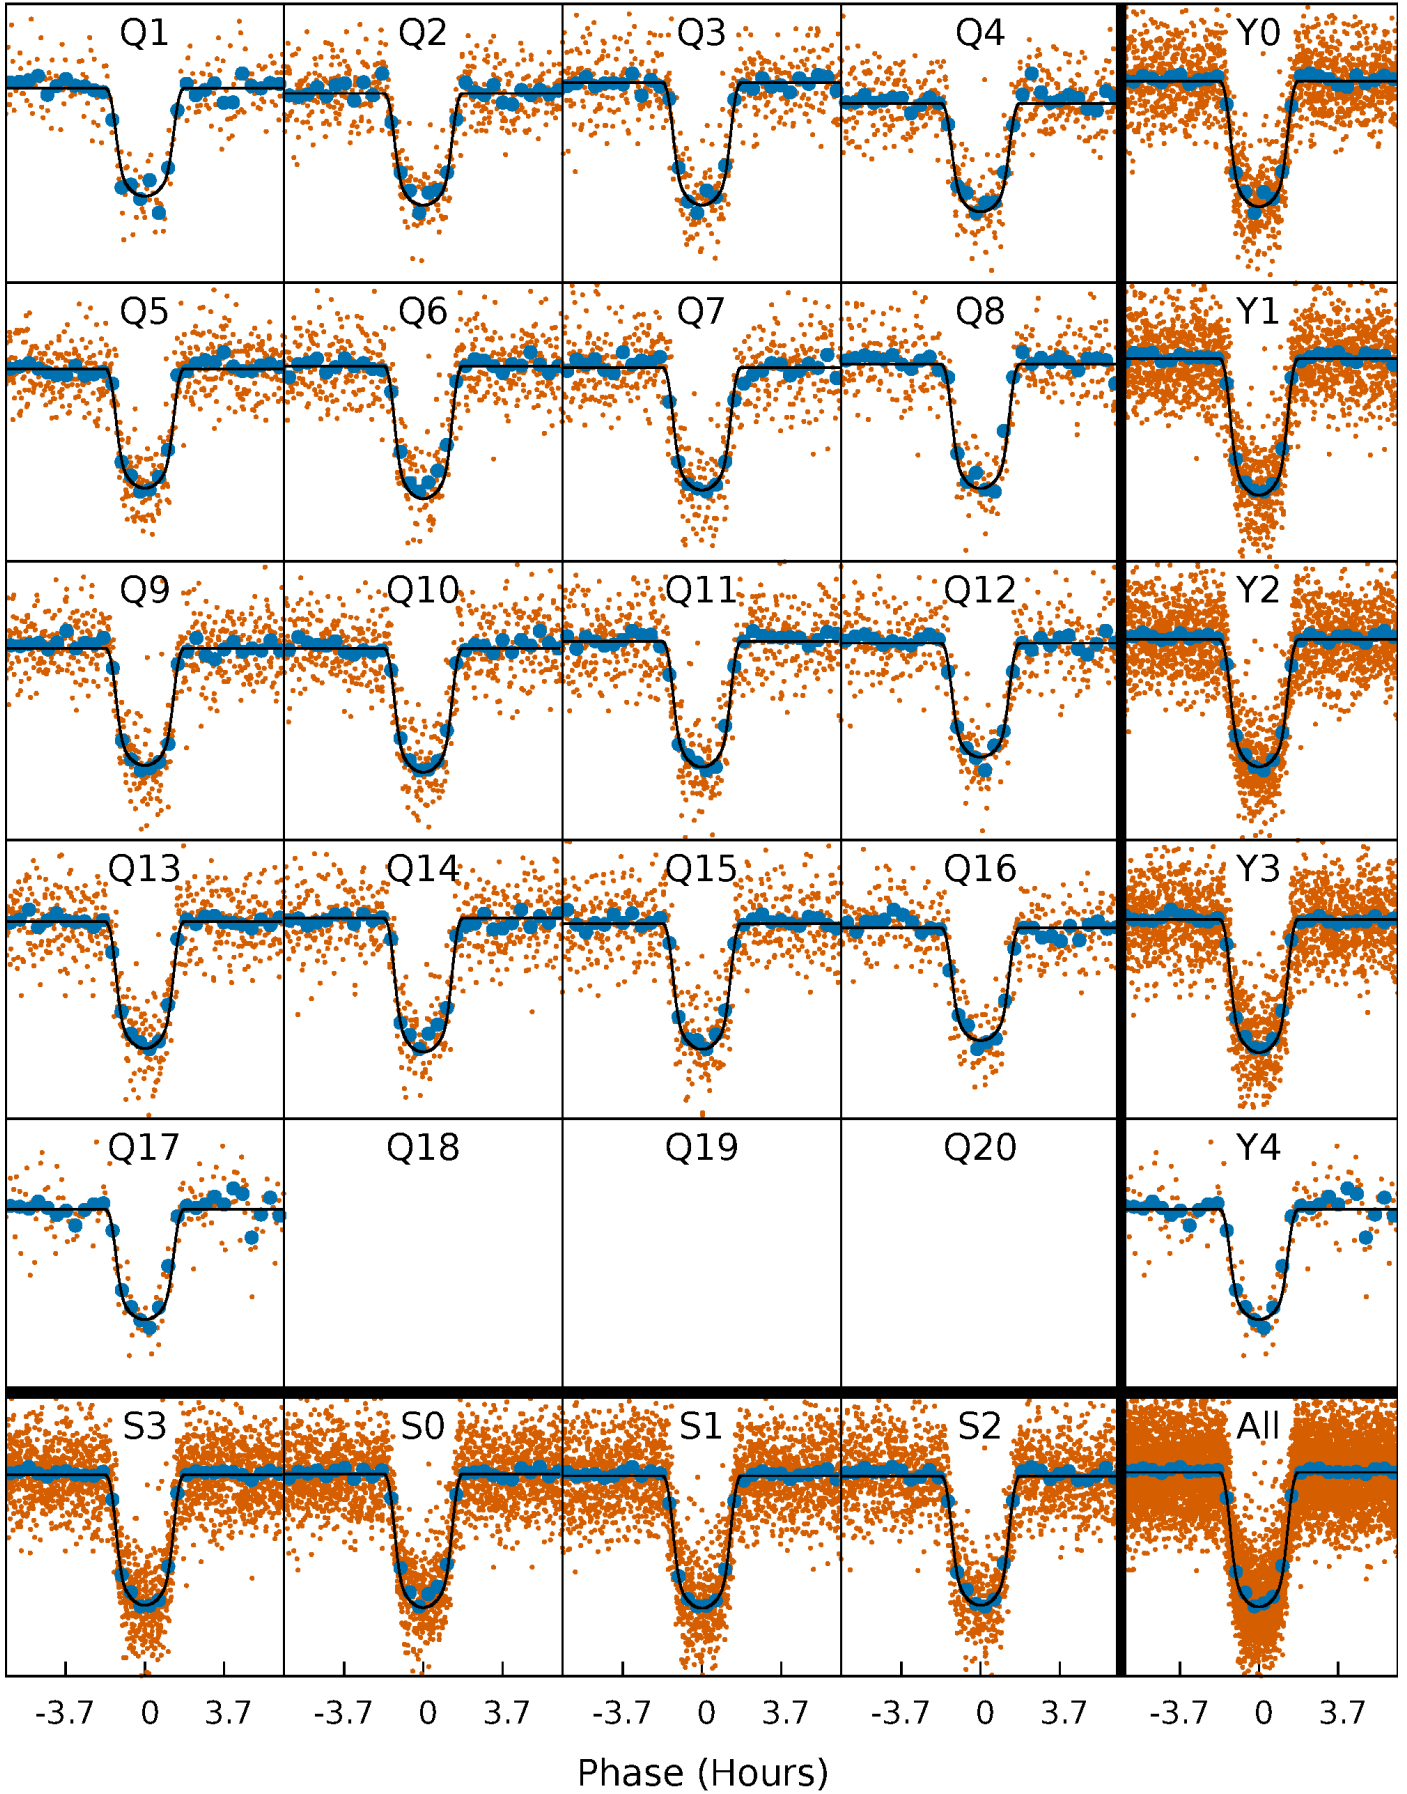 Q1 Q2 Q3 Q4 Y0
Q5 Q6 Q7 Q8 Y1
Q9 Q10 Q11 Q12 Y2
Q13 Q14 Q15 Q16 Y3
Q17 Q18 Q19 Q20 Y4
S3 S0 S1 S2 All
-3.7 0 3.7 -3.7 0 3.7 -3.7 0 3.7 -3.7 0 3.7 -3.7 0 3.7
Phase (Hours)